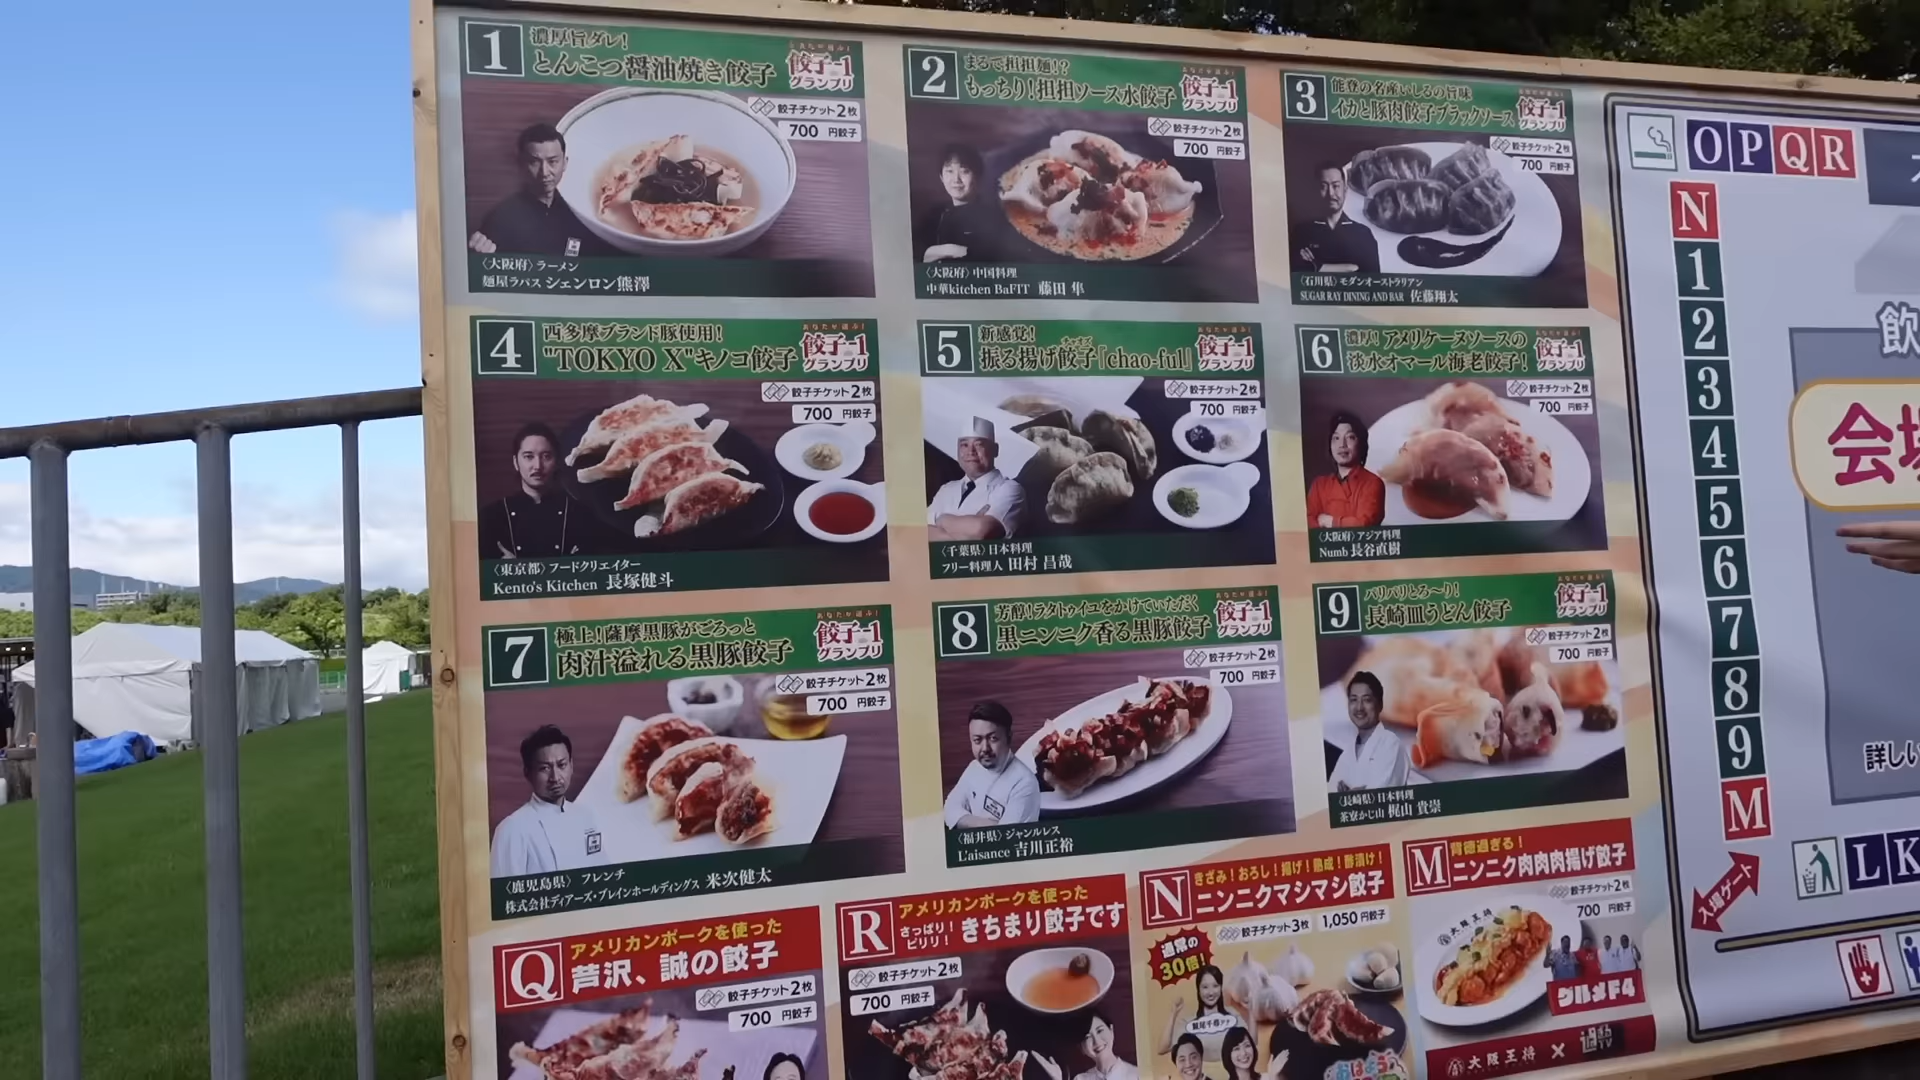 1
濃厚旨ダレ!
とんこつ醤油焼き餃子
餃子-1
グランプリ
餃子チケット2枚
700 円餃子
〈大阪府〉ラーメン
麺屋ラパス シェンロン熊澤
2
まるで担担麺!?
もっちり!担担ソース水餃子
餃子-1
グランプリ
餃子チケット2枚
700 円餃子
〈大阪府〉中国料理
中華kitchen BaFIT 藤田 隼
3
能登の名産いしるの旨味
イカと豚肉餃子ブラックソース
餃子-1
グランプリ
餃子チケット2枚
700 円餃子
〈石川県〉モダンオーストラリアン
SUGAR RAY DINING AND BAR 佐藤翔太
4
西多摩ブランド豚使用!
"TOKYO X"キノコ餃子
餃子-1
グランプリ
餃子チケット2枚
700 円餃子
〈東京都〉フードクリエイター
Kento's Kitchen 長塚健斗
5
新感覚!
振る揚げ餃子「chao-ful」
餃子-1
グランプリ
餃子チケット2枚
700 円餃子
〈千葉県〉日本料理
フリー料理人 田村 昌哉
6
濃厚!アメリケーヌソースの
淡水オマール海老餃子!
餃子-1
グランプリ
餃子チケット2枚
700 円餃子
〈大阪府〉アジア料理
Numb 長谷直樹
7
極上!薩摩黒豚がごろっと
肉汁溢れる黒豚餃子
餃子-1
グランプリ
餃子チケット2枚
700 円餃子
〈鹿児島県〉フレンチ
株式会社ディアーズ・ブレインホールディングス 米次健太
8
芳醇!ラタトゥイユをかけていただく
黒ニンニク香る黒豚餃子
餃子-1
グランプリ
餃子チケット2枚
700 円餃子
〈福井県〉ジャンルレス
L'aisance 吉川正裕
9
パリパリとろ〜り!
長崎皿うどん餃子
餃子-1
グランプリ
餃子チケット2枚
700 円餃子
〈長崎県〉日本料理
茶寮かじ山 梶山 貴崇
Q
アメリカンポークを使った
芦沢、誠の餃子
餃子チケット2枚
700 円餃子
R
アメリカンポークを使った
さっぱり!
ピリリ!
きちまり餃子です
餃子チケット2枚
700 円餃子
N
きざみ!おろし!揚げ!熟成!酢漬け!
ニンニクマシマシ餃子
餃子チケット3枚 1,050 円餃子
通常の
30倍!
おはよう
M
背徳過ぎる!
ニンニク肉肉肉揚げ餃子
餃子チケット2枚
700 円餃子
大阪王将
グルメF4
大阪王将 ×
O P Q R
N
1
2
3
4
5
6
7
8
9
M
L K
入場ゲート
飲
会場
詳しい